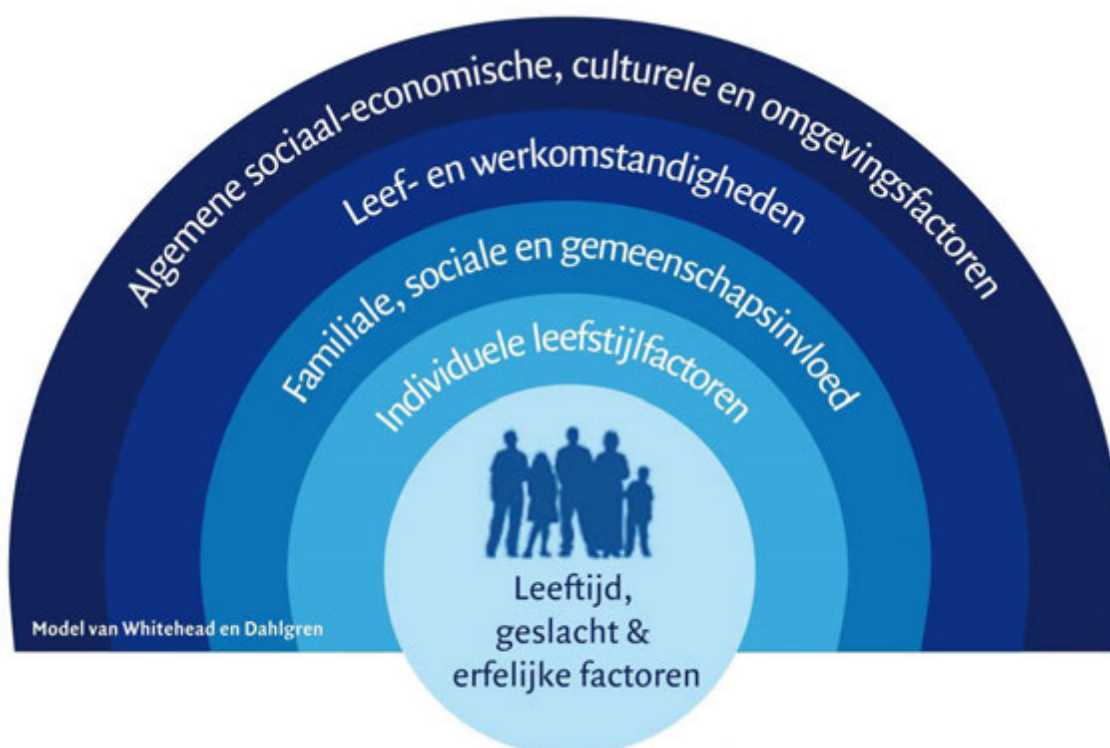 Algemene sociaal-economische, culturele en omgevingsfactoren
Leef- en werkomstandigheden
Familiale, sociale en gemeenschapsinvloed
Individuele leefstijlfactoren
Leeftijd,
geslacht &
erfelijke factoren
Model van Whitehead en Dahlgren